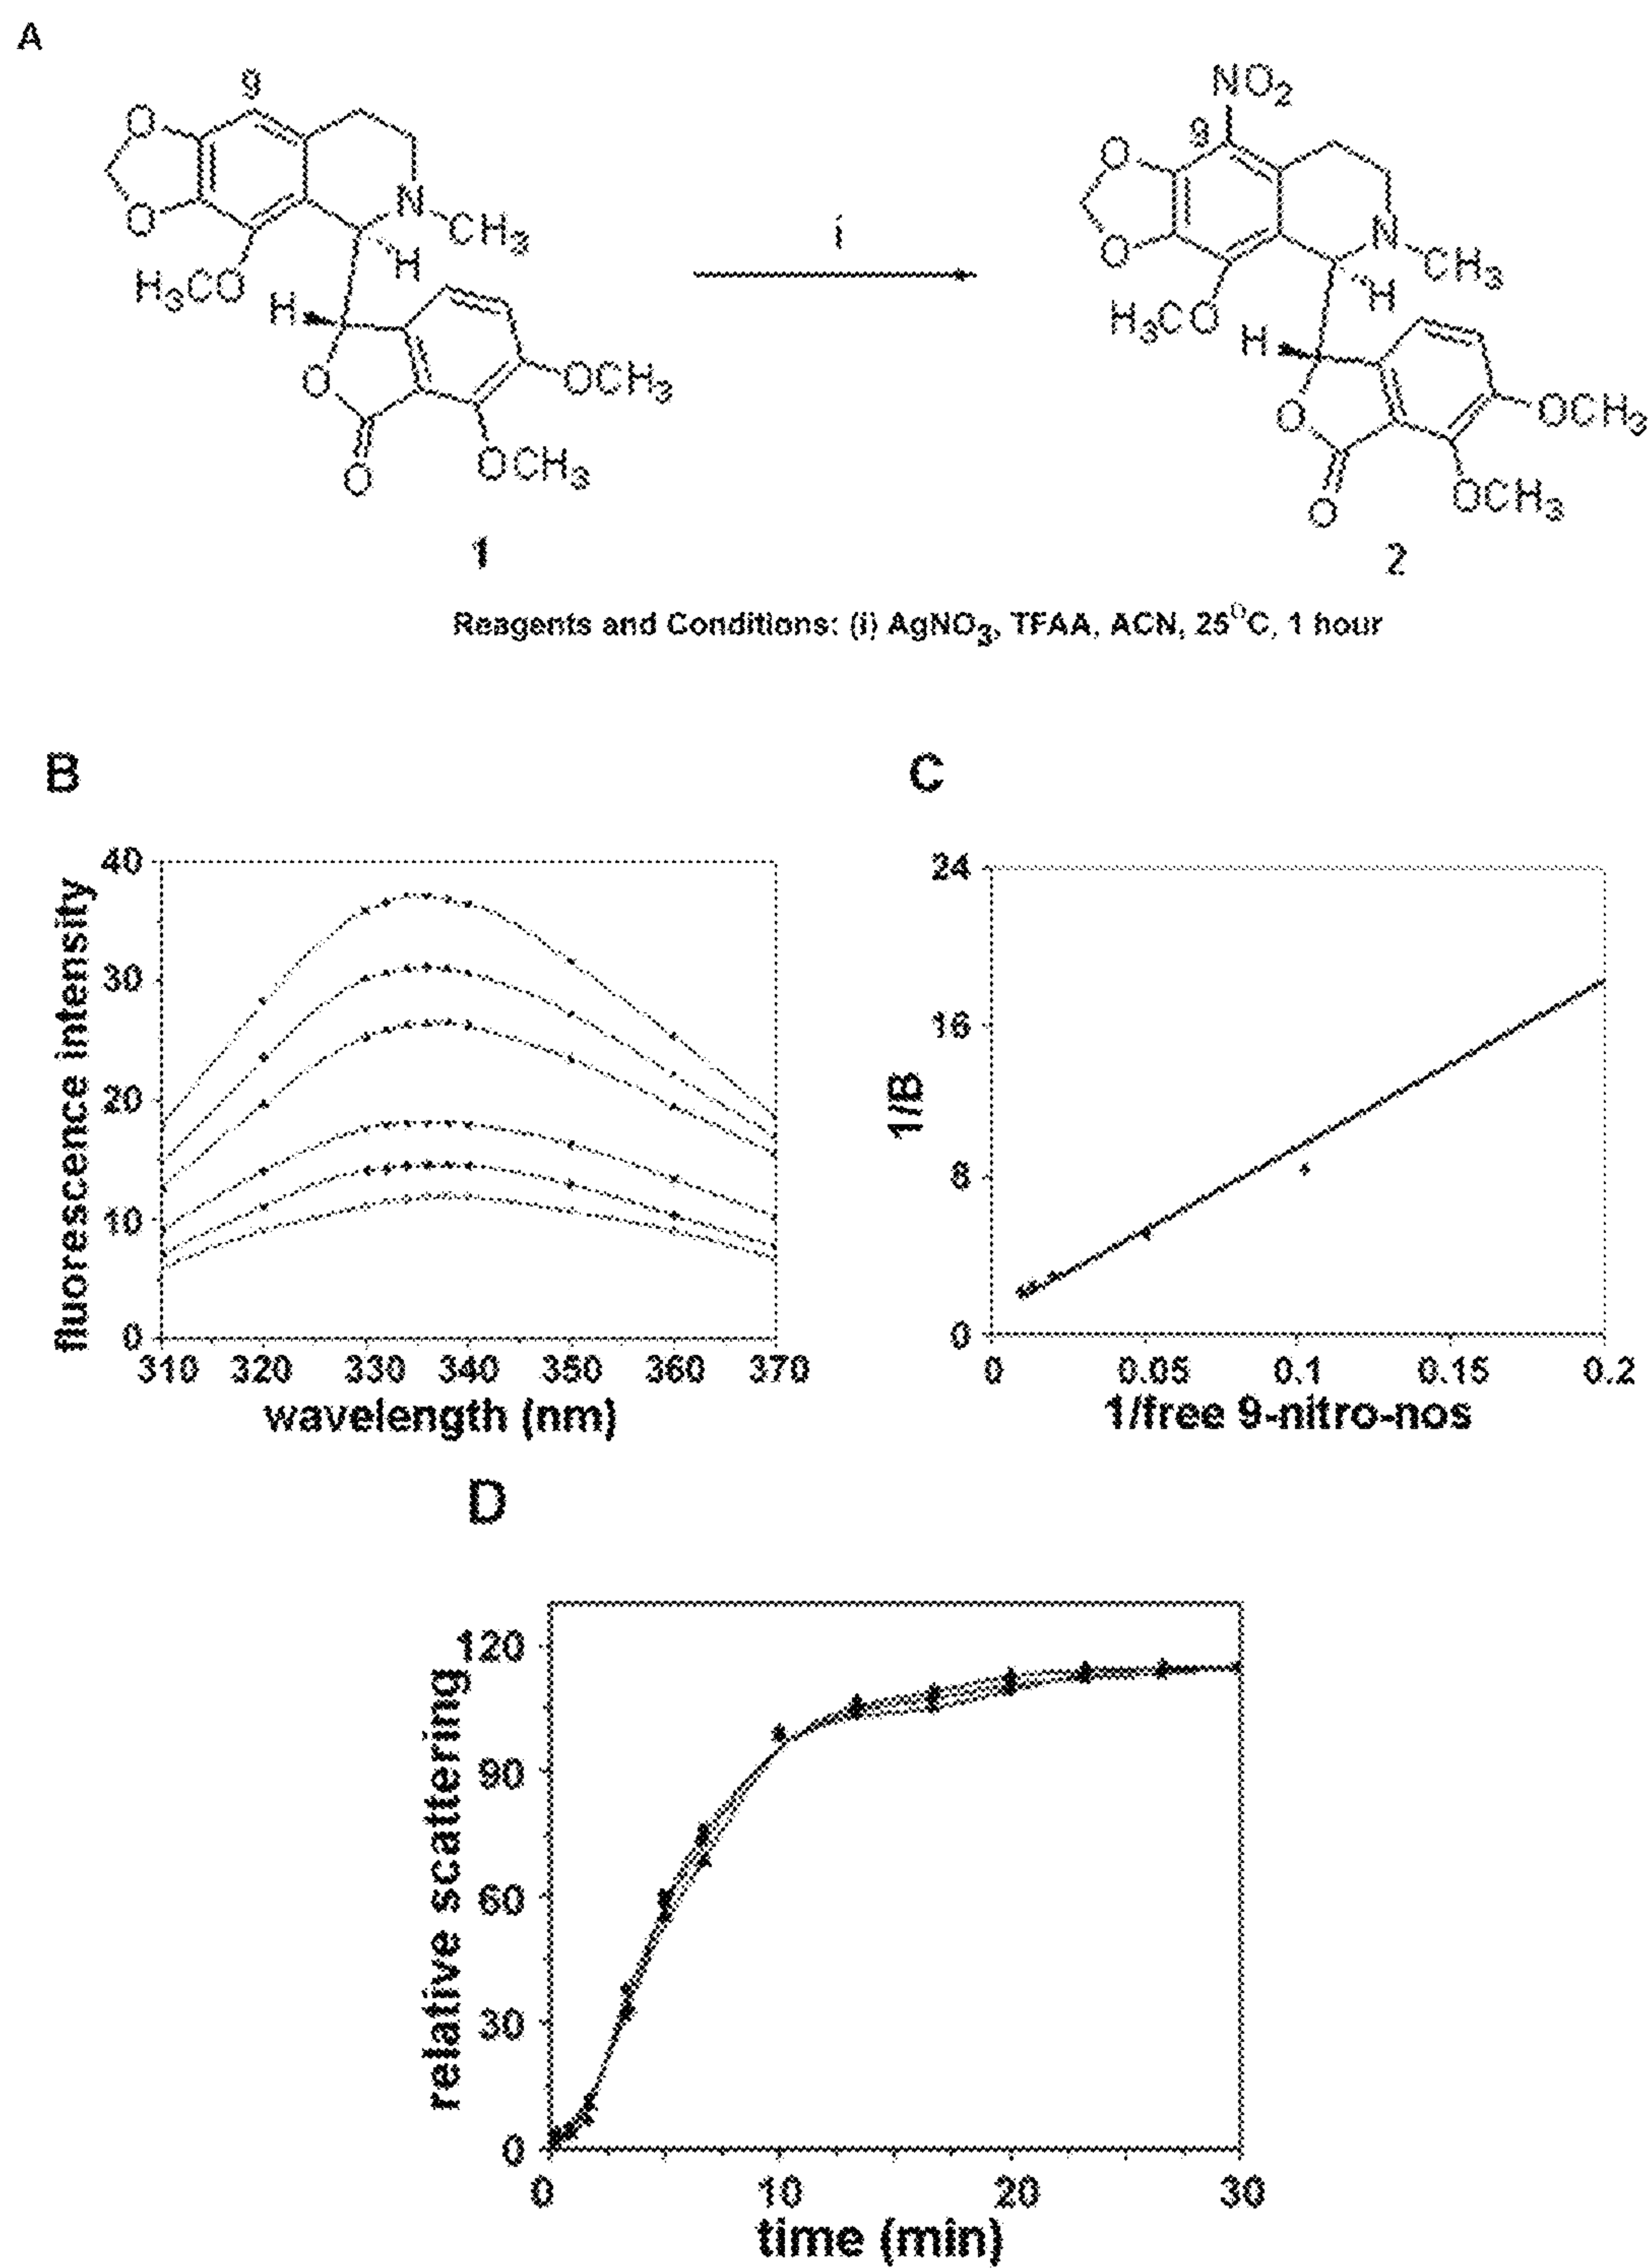 A
9
O
O
N
CH3
H
H3CO
H
O
OCH3
O
OCH3
1
i
NO2
9
O
O
N
CH3
H
H3CO
H
O
OCH3
O
OCH3
2
Reagents and Conditions: (i) AgNO3, TFAA, ACN, 25°C, 1 hour
B
fluorescence intensity
40
30
20
10
0
310 320 330 340 350 360 370
wavelength (nm)
C
1/B
24
16
8
0
0 0.05 0.1 0.15 0.2
1/free 9-nitro-nos
D
relative scattering
120
90
60
30
0
0 10 20 30
time (min)